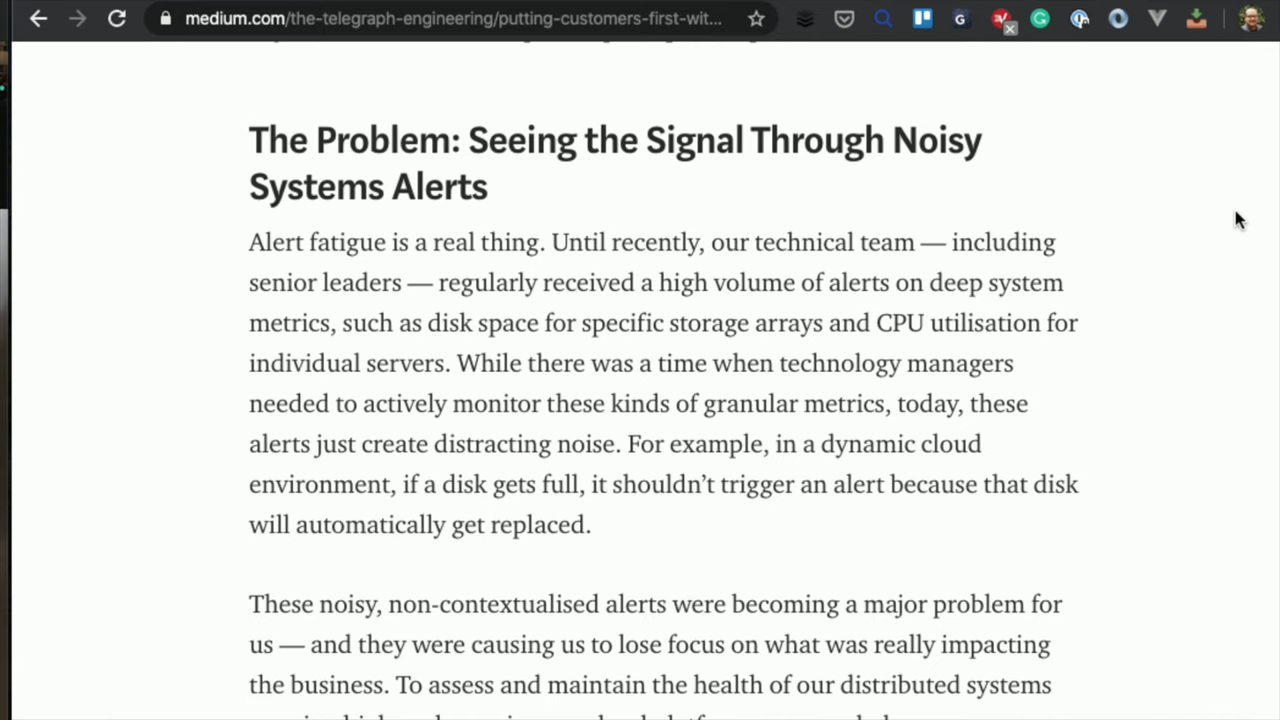 medium.com/the-telegraph-engineering/putting-customers-first-wit...
The Problem: Seeing the Signal Through Noisy
Systems Alerts
Alert fatigue is a real thing. Until recently, our technical team — including
senior leaders — regularly received a high volume of alerts on deep system
metrics, such as disk space for specific storage arrays and CPU utilisation for
individual servers. While there was a time when technology managers
needed to actively monitor these kinds of granular metrics, today, these
alerts just create distracting noise. For example, in a dynamic cloud
environment, if a disk gets full, it shouldn’t trigger an alert because that disk
will automatically get replaced.
These noisy, non-contextualised alerts were becoming a major problem for
us — and they were causing us to lose focus on what was really impacting
the business. To assess and maintain the health of our distributed systems